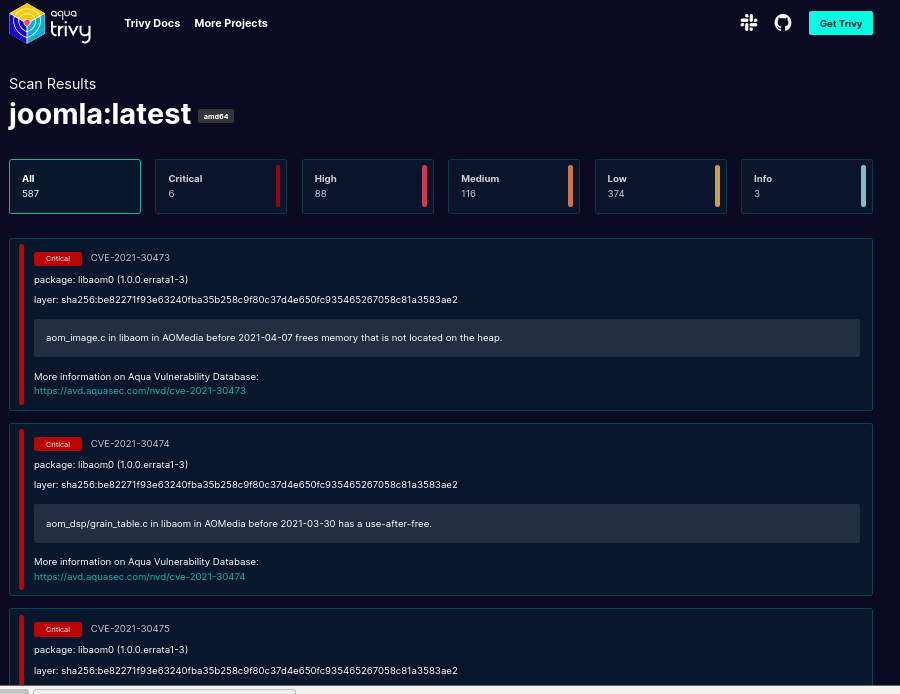 aqua
trivy
Trivy Docs
More Projects
Get Trivy
Scan Results
joomla:latest amd64
All
587
Critical
6
High
88
Medium
116
Low
374
Info
3
Critical CVE-2021-30473
package: libaom0 (1.0.0.errata1-3)
layer: sha256:be82271f93e63240fba35b258c9f80c37d4e650fc935465267058c81a3583ae2
aom_image.c in libaom in AOMedia before 2021-04-07 frees memory that is not located on the heap.
More information on Aqua Vulnerability Database:
https://avd.aquasec.com/nvd/cve-2021-30473
Critical CVE-2021-30474
package: libaom0 (1.0.0.errata1-3)
layer: sha256:be82271f93e63240fba35b258c9f80c37d4e650fc935465267058c81a3583ae2
aom_dsp/grain_table.c in libaom in AOMedia before 2021-03-30 has a use-after-free.
More information on Aqua Vulnerability Database:
https://avd.aquasec.com/nvd/cve-2021-30474
Critical CVE-2021-30475
package: libaom0 (1.0.0.errata1-3)
layer: sha256:be82271f93e63240fba35b258c9f80c37d4e650fc935465267058c81a3583ae2